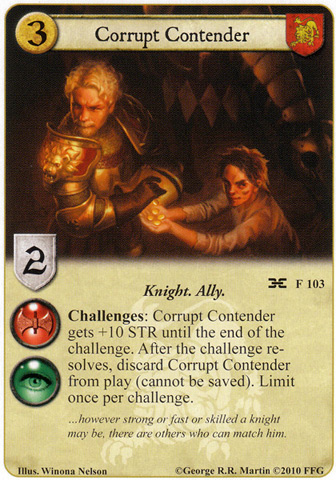 3 Corrupt Contender
2
Knight. Ally.
F 103
Challenges: Corrupt Contender
gets +10 STR until the end of the
challenge. After the challenge re-
solves, discard Corrupt Contender
from play (cannot be saved). Limit
once per challenge.
...however strong or fast or skilled a knight
may be, there are others who can match him.
Illus. Winona Nelson ©George R.R. Martin ©2010 FFG